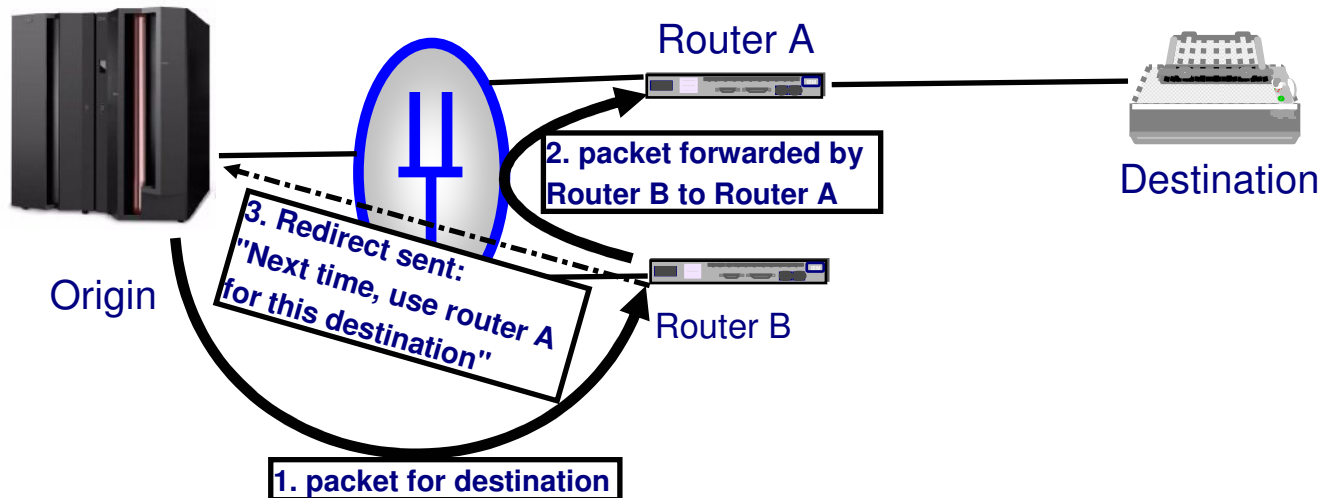 Router A
2. packet forwarded by
Router B to Router A
Destination
3. Redirect sent:
"Next time, use router A
for this destination"
Origin
Router B
1. packet for destination